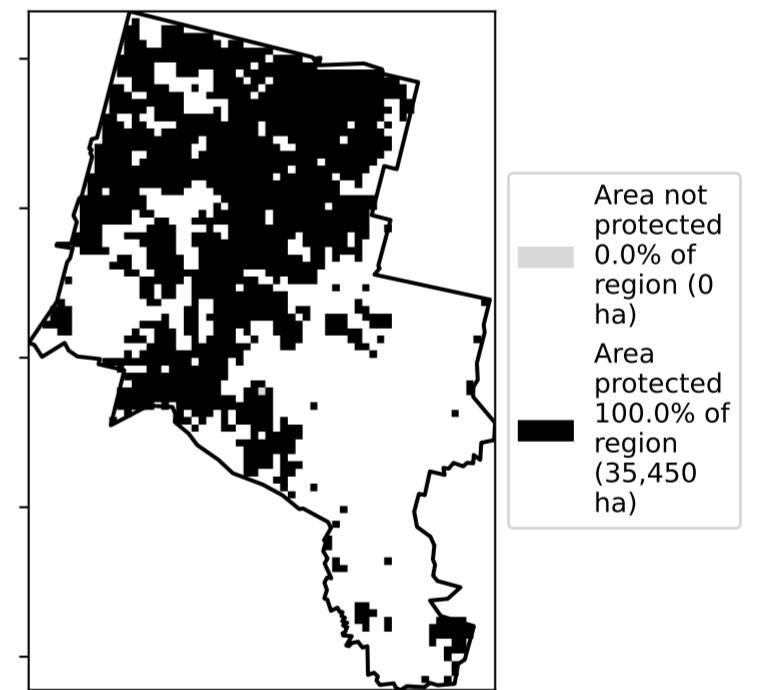 Area not
protected
0.0% of
region (0
ha)
Area
protected
100.0% of
region
(35,450
ha)